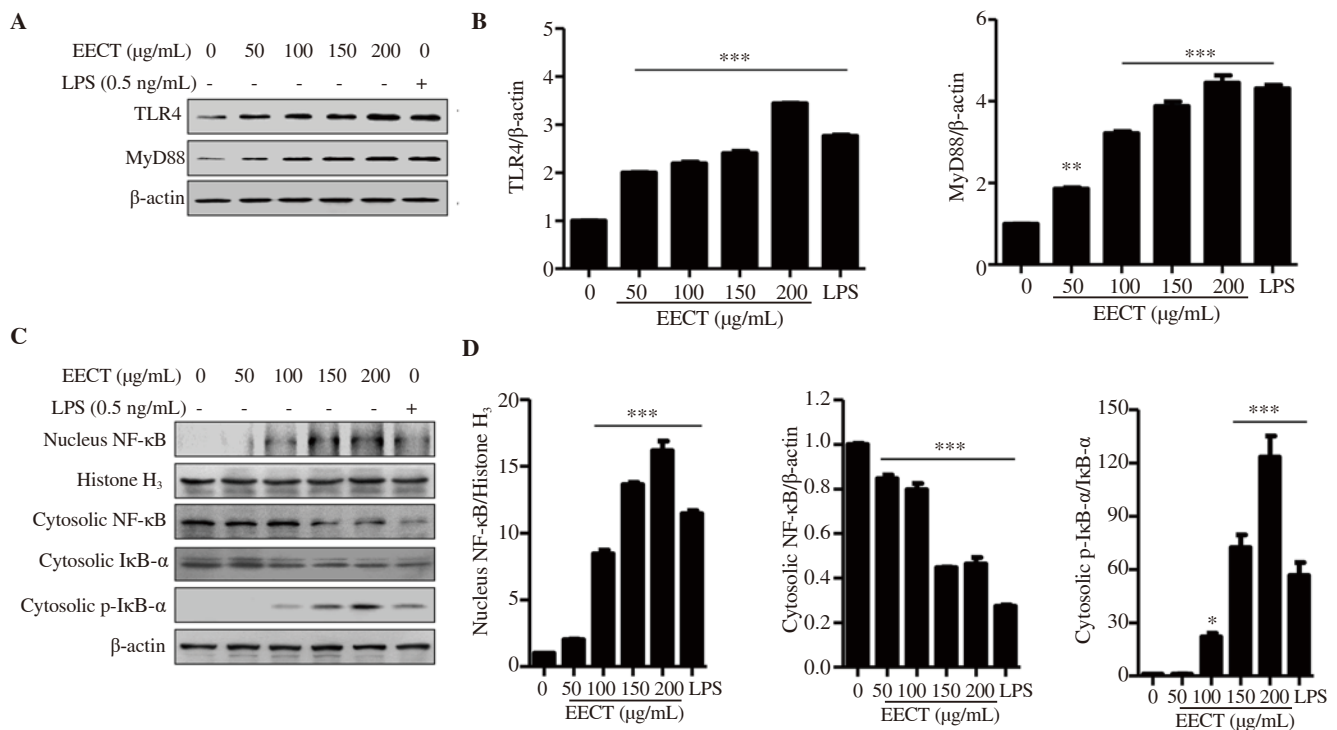 A
EECT (μg/mL) 0 50 100 150 200 0
LPS (0.5 ng/mL) - - - - - +
TLR4
MyD88
β-actin
B
TLR4/β-actin
5
4
3
2
1
0
***
0 50 100 150 200 LPS
EECT (μg/mL)
MyD88/β-actin
6
4
2
0
**
***
0 50 100 150 200 LPS
EECT (μg/mL)
C
EECT (μg/mL) 0 50 100 150 200 0
LPS (0.5 ng/mL) - - - - - +
Nucleus NF-κB
Histone H3
Cytosolic NF-κB
Cytosolic IκB-α
Cytosolic p-IκB-α
β-actin
D
Nucleus NF-κB/Histone H3
20
15
10
5
0
***
0 50 100 150 200 LPS
EECT (μg/mL)
Cytosolic NF-κB/β-actin
1.2
1.0
0.8
0.6
0.4
0.2
0.0
***
0 50 100 150 200 LPS
EECT (μg/mL)
Cytosolic p-IκB-α/IκB-α
150
120
90
60
30
0
*
***
0 50 100 150 200 LPS
EECT (μg/mL)